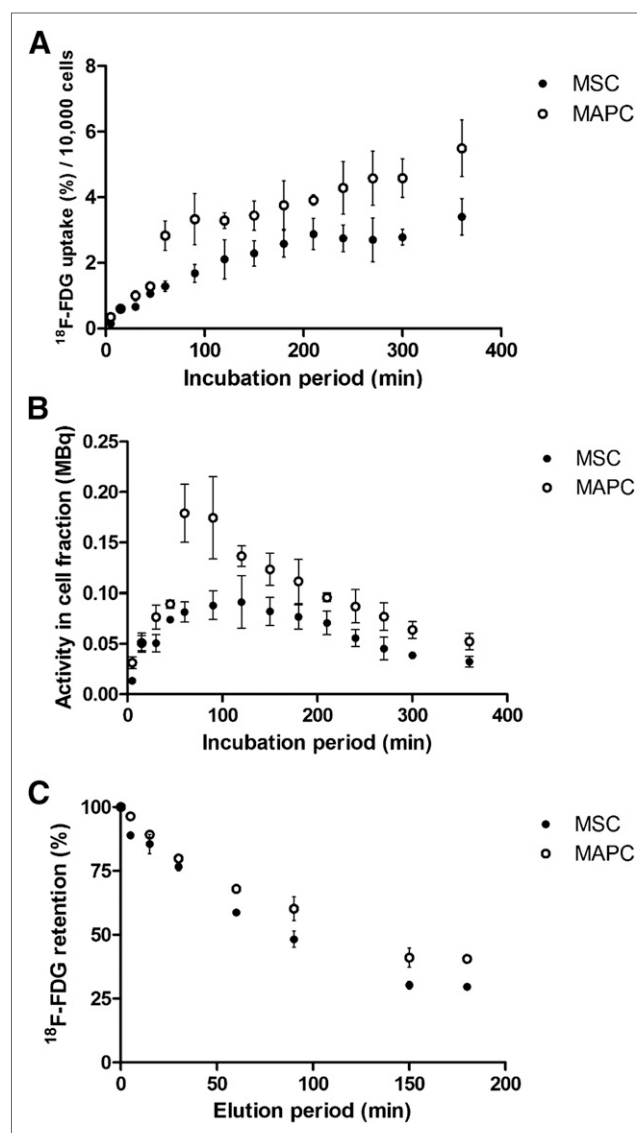 A
8
6
4
2
0
¹⁸F-FDG uptake (%) / 10,000 cells
0 100 200 300 400
Incubation period (min)
MSC
MAPC
B
0.25
0.20
0.15
0.10
0.05
0.00
Activity in cell fraction (MBq)
0 100 200 300 400
Incubation period (min)
MSC
MAPC
C
100
75
50
25
0
¹⁸F-FDG retention (%)
0 50 100 150 200
Elution period (min)
MSC
MAPC